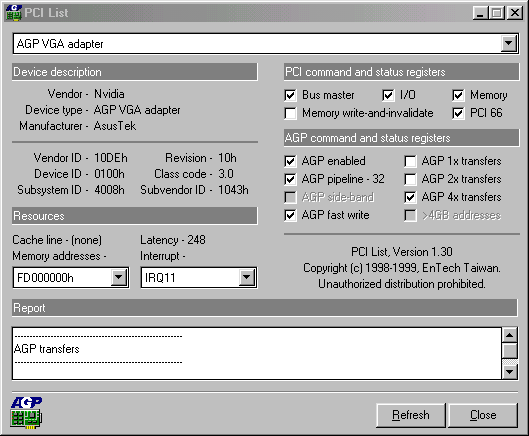 PCI List
AGP VGA adapter
Device description
Vendor - Nvidia
Device type - AGP VGA adapter
Manufacturer - AsusTek
Vendor ID - 10DEh Revision - 10h
Device ID - 0100h Class code - 3.0
Subsystem ID - 4008h Subvendor ID - 1043h
Resources
Cache line - (none) Latency - 248
Memory addresses - Interrupt -
FD000000h IRQ11
PCI command and status registers
Bus master I/O Memory
Memory write-and-invalidate PCI 66
AGP command and status registers
AGP enabled AGP 1x transfers
AGP pipeline - 32 AGP 2x transfers
AGP side-band AGP 4x transfers
AGP fast write >4GB addresses
PCI List, Version 1.30
Copyright (c) 1998-1999, EnTech Taiwan.
Unauthorized distribution prohibited.
Report
---------------------------------------------------------
AGP transfers
---------------------------------------------------------
AGP
Refresh Close